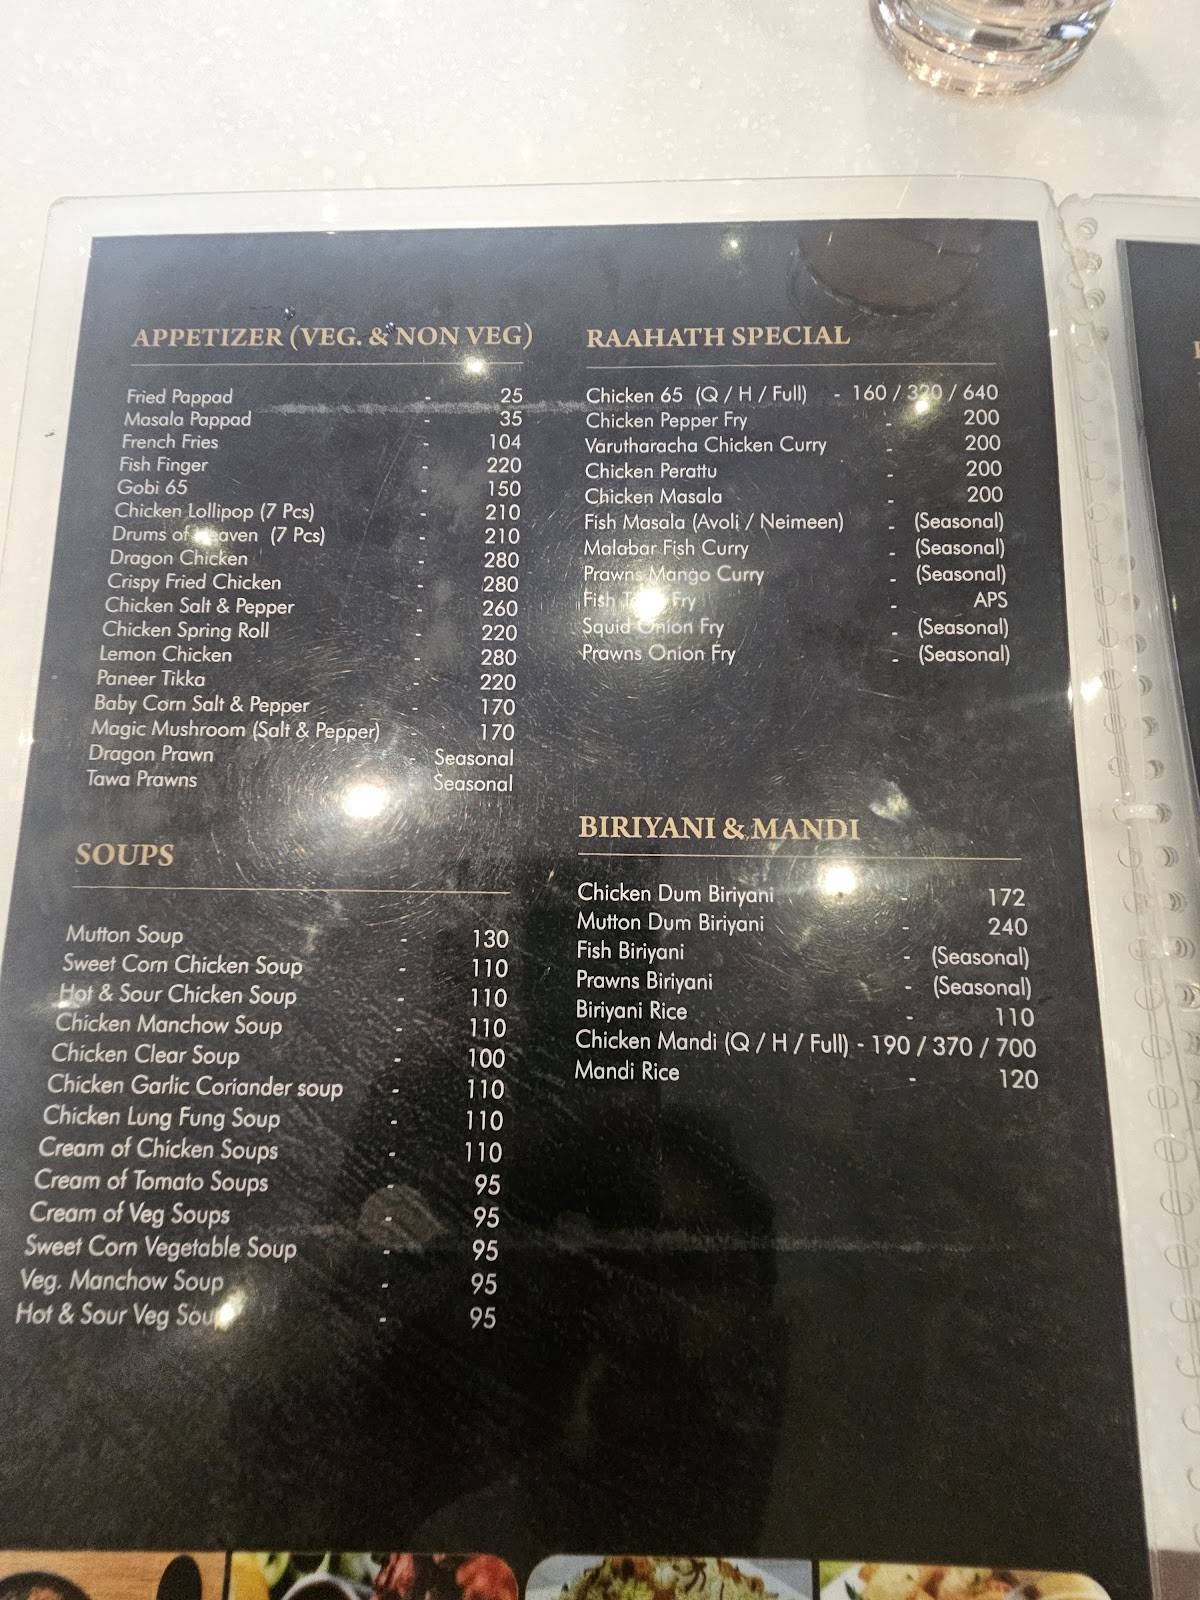 APPETIZER (VEG. & NON VEG)
Fried Pappad - 25
Masala Pappad - 35
French Fries - 104
Fish Finger - 220
Gobi 65 - 150
Chicken Lollipop (7 Pcs) - 210
Drums of Heaven (7 Pcs) - 210
Dragon Chicken - 280
Crispy Fried Chicken - 280
Chicken Salt & Pepper - 260
Chicken Spring Roll - 220
Lemon Chicken - 280
Paneer Tikka - 220
Baby Corn Salt & Pepper - 170
Magic Mushroom (Salt & Pepper) 170
Dragon Prawn - Seasonal
Tawa Prawns Seasonal
SOUPS
Mutton Soup - 130
Sweet Corn Chicken Soup - 110
Hot & Sour Chicken Soup - 110
Chicken Manchow Soup - 110
Chicken Clear Soup - 100
Chicken Garlic Coriander soup - 110
Chicken Lung Fung Soup - 110
Cream of Chicken Soups - 110
Cream of Tomato Soups - 95
Cream of Veg Soups - 95
Sweet Corn Vegetable Soup - 95
Veg. Manchow Soup - 95
Hot & Sour Veg Soup - 95
RAAHATH SPECIAL
Chicken 65 (Q / H / Full) - 160 / 320 / 640
Chicken Pepper Fry - 200
Varutharacha Chicken Curry - 200
Chicken Perattu - 200
Chicken Masala - 200
Fish Masala (Avoli / Neimeen) - (Seasonal)
Malabar Fish Curry - (Seasonal)
Prawns Mango Curry - (Seasonal)
Fish Fry - APS
Squid Onion Fry - (Seasonal)
Prawns Onion Fry - (Seasonal)
BIRIYANI & MANDI
Chicken Dum Biriyani - 172
Mutton Dum Biriyani - 240
Fish Biriyani - (Seasonal)
Prawns Biriyani - (Seasonal)
Biriyani Rice - 110
Chicken Mandi (Q / H / Full) - 190 / 370 / 700
Mandi Rice - 120